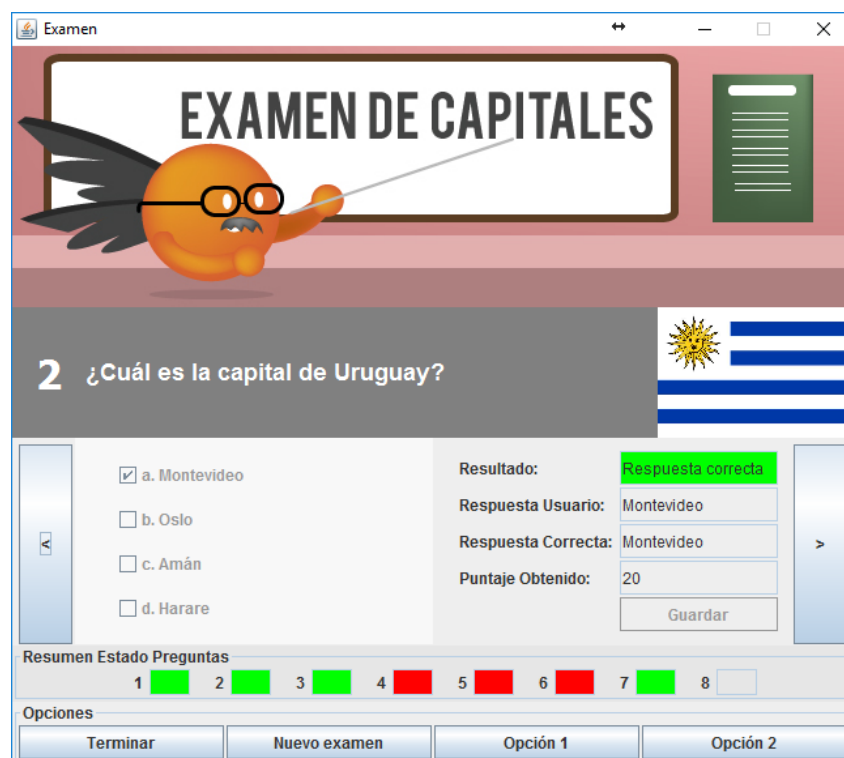 Examen
EXAMEN DE CAPITALES
2 ¿Cuál es la capital de Uruguay?
<
a. Montevideo
b. Oslo
c. Amán
d. Harare
Resultado: Respuesta correcta
Respuesta Usuario: Montevideo
Respuesta Correcta: Montevideo
Puntaje Obtenido: 20
Guardar
>
Resumen Estado Preguntas
1 2 3 4 5 6 7 8
Opciones
Terminar Nuevo examen Opción 1 Opción 2